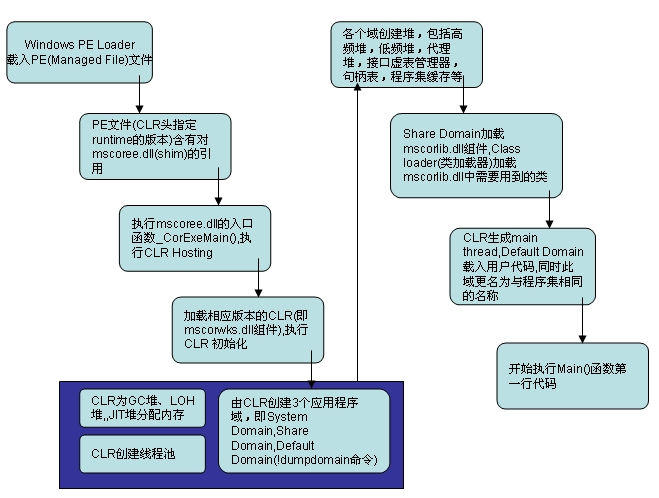 Windows PE Loader
载入PE(Managed File)文件
PE文件(CLR头指定
runtime的版本)含有对
mscoree.dll(shim)的引
用
执行mscoree.dll的入口
函数_CorExeMain(),执
行CLR Hosting
加载相应版本的CLR(即
mscorwks.dll组件),执行
CLR 初始化
CLR为GC堆、LOH
堆,,JIT堆分配内存
CLR创建线程池
由CLR创建3个应用程序
域，即System
Domain,Share
Domain,Default
Domain(!dumpdomain命令)
各个域创建堆，包括高
频堆，低频堆，代理
堆，接口虚表管理器，
句柄表，程序集缓存等
Share Domain加载
mscorlib.dll组件,Class
loader(类加载器)加载
mscorlib.dll中需要用到的类
CLR生成main
thread,Default Domain
载入用户代码,同时此
域更名为与程序集相同
的名称
开始执行Main()函数第
一行代码